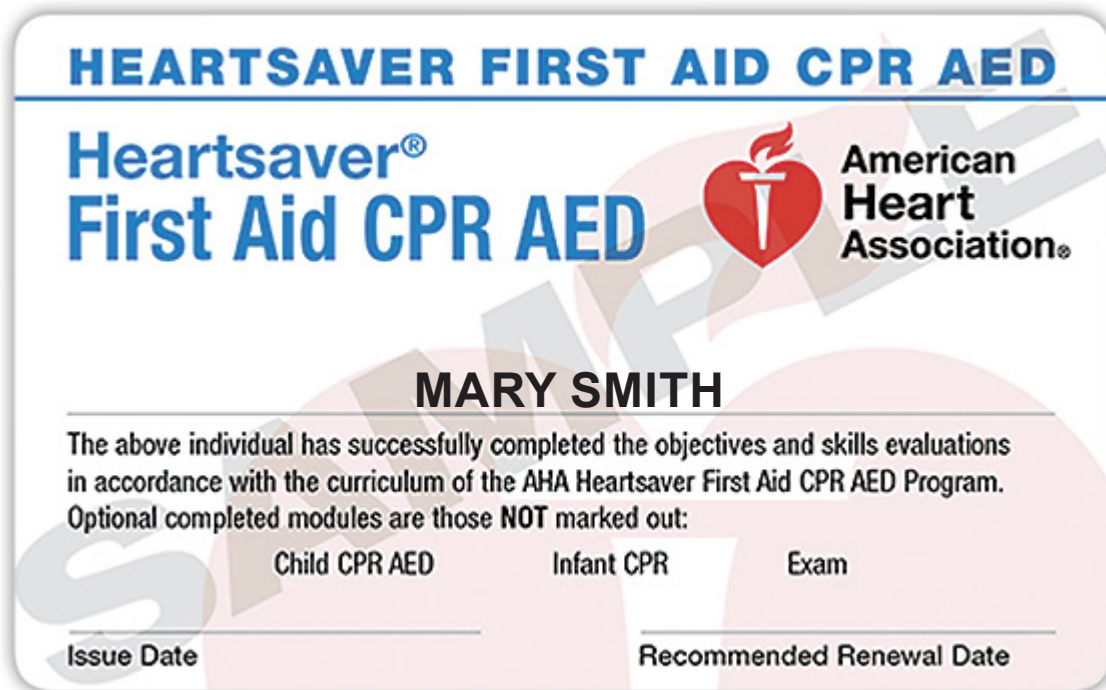 HEARTSAVER FIRST AID CPR AED
Heartsaver®
First Aid CPR AED
American
Heart
Association®
MARY SMITH
The above individual has successfully completed the objectives and skills evaluations
in accordance with the curriculum of the AHA Heartsaver First Aid CPR AED Program.
Optional completed modules are those NOT marked out:
Child CPR AED Infant CPR Exam
Issue Date Recommended Renewal Date
SAMPLE